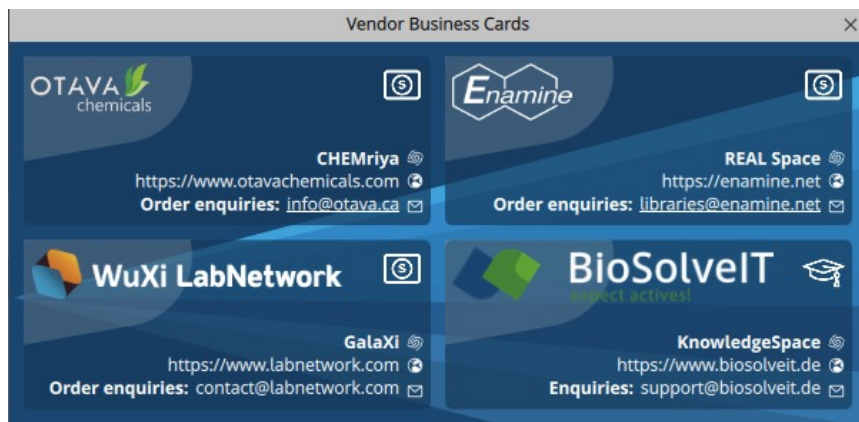 Vendor Business Cards
OTAVA
chemicals
CHEMriya
https://www.otavachemicals.com
Order enquiries: info@otava.ca
Enamine
REAL Space
https://enamine.net
Order enquiries: libraries@enamine.net
WuXi LabNetwork
GalaXi
https://www.labnetwork.com
Order enquiries: contact@labnetwork.com
BioSolveIT
expect actives!
KnowledgeSpace
https://www.biosolveit.de
Enquiries: support@biosolveit.de